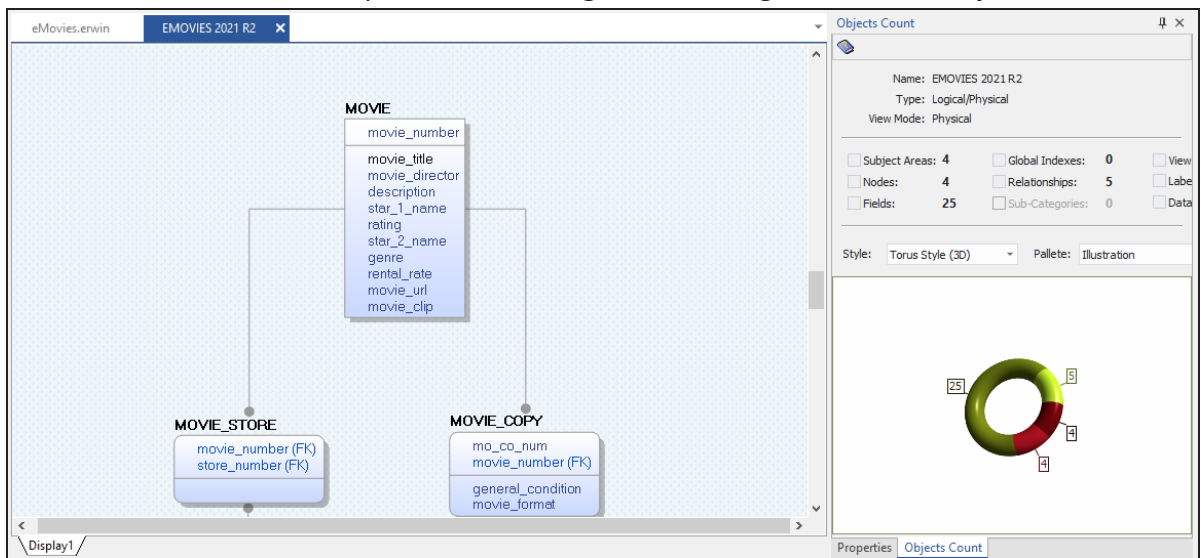 eMovies.erwin
EMOVIES 2021 R2
MOVIE
movie_number
movie_title
movie_director
description
star_1_name
rating
star_2_name
genre
rental_rate
movie_url
movie_clip
MOVIE_STORE
movie_number (FK)
store_number (FK)
MOVIE_COPY
mo_co_num
movie_number (FK)
general_condition
movie_format
Display1
Objects Count
Name: EMOVIES 2021 R2
Type: Logical/Physical
View Mode: Physical
Subject Areas: 4 Global Indexes: 0 View
Nodes: 4 Relationships: 5 Labe
Fields: 25 Sub-Categories: 0 Data
Style: Torus Style (3D) Pallete: Illustration
25
5
4
4
Properties Objects Count